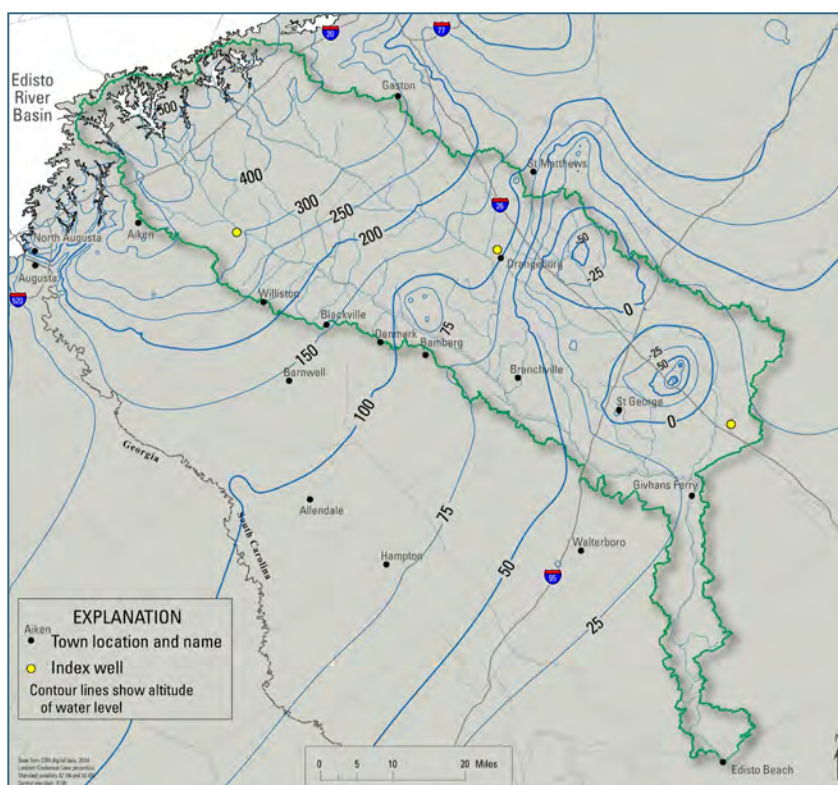 20
77
Edisto
River
Basin
Gaston
500
St Matthews
400
300
26
250
200
North Augusta
Aiken
Augusta
Orangeburg
-50
-25
0
520
Williston
Blackville
75
150
Denmark
Bamberg
-25
-50
Barnwell
Branchville
100
St George
0
Georgia
South Carolina
Allendale
75
Givhans Ferry
50
Walterboro
Hampton
95
25
EXPLANATION
Aiken
Town location and name
Index well
Contour lines show altitude
of water level
0 5 10 20 Miles
Edisto Beach